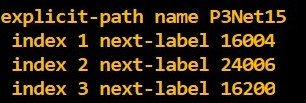 explicit-path name P3Net15
index 1 next-label 16004
index 2 next-label 24006
index 3 next-label 16200